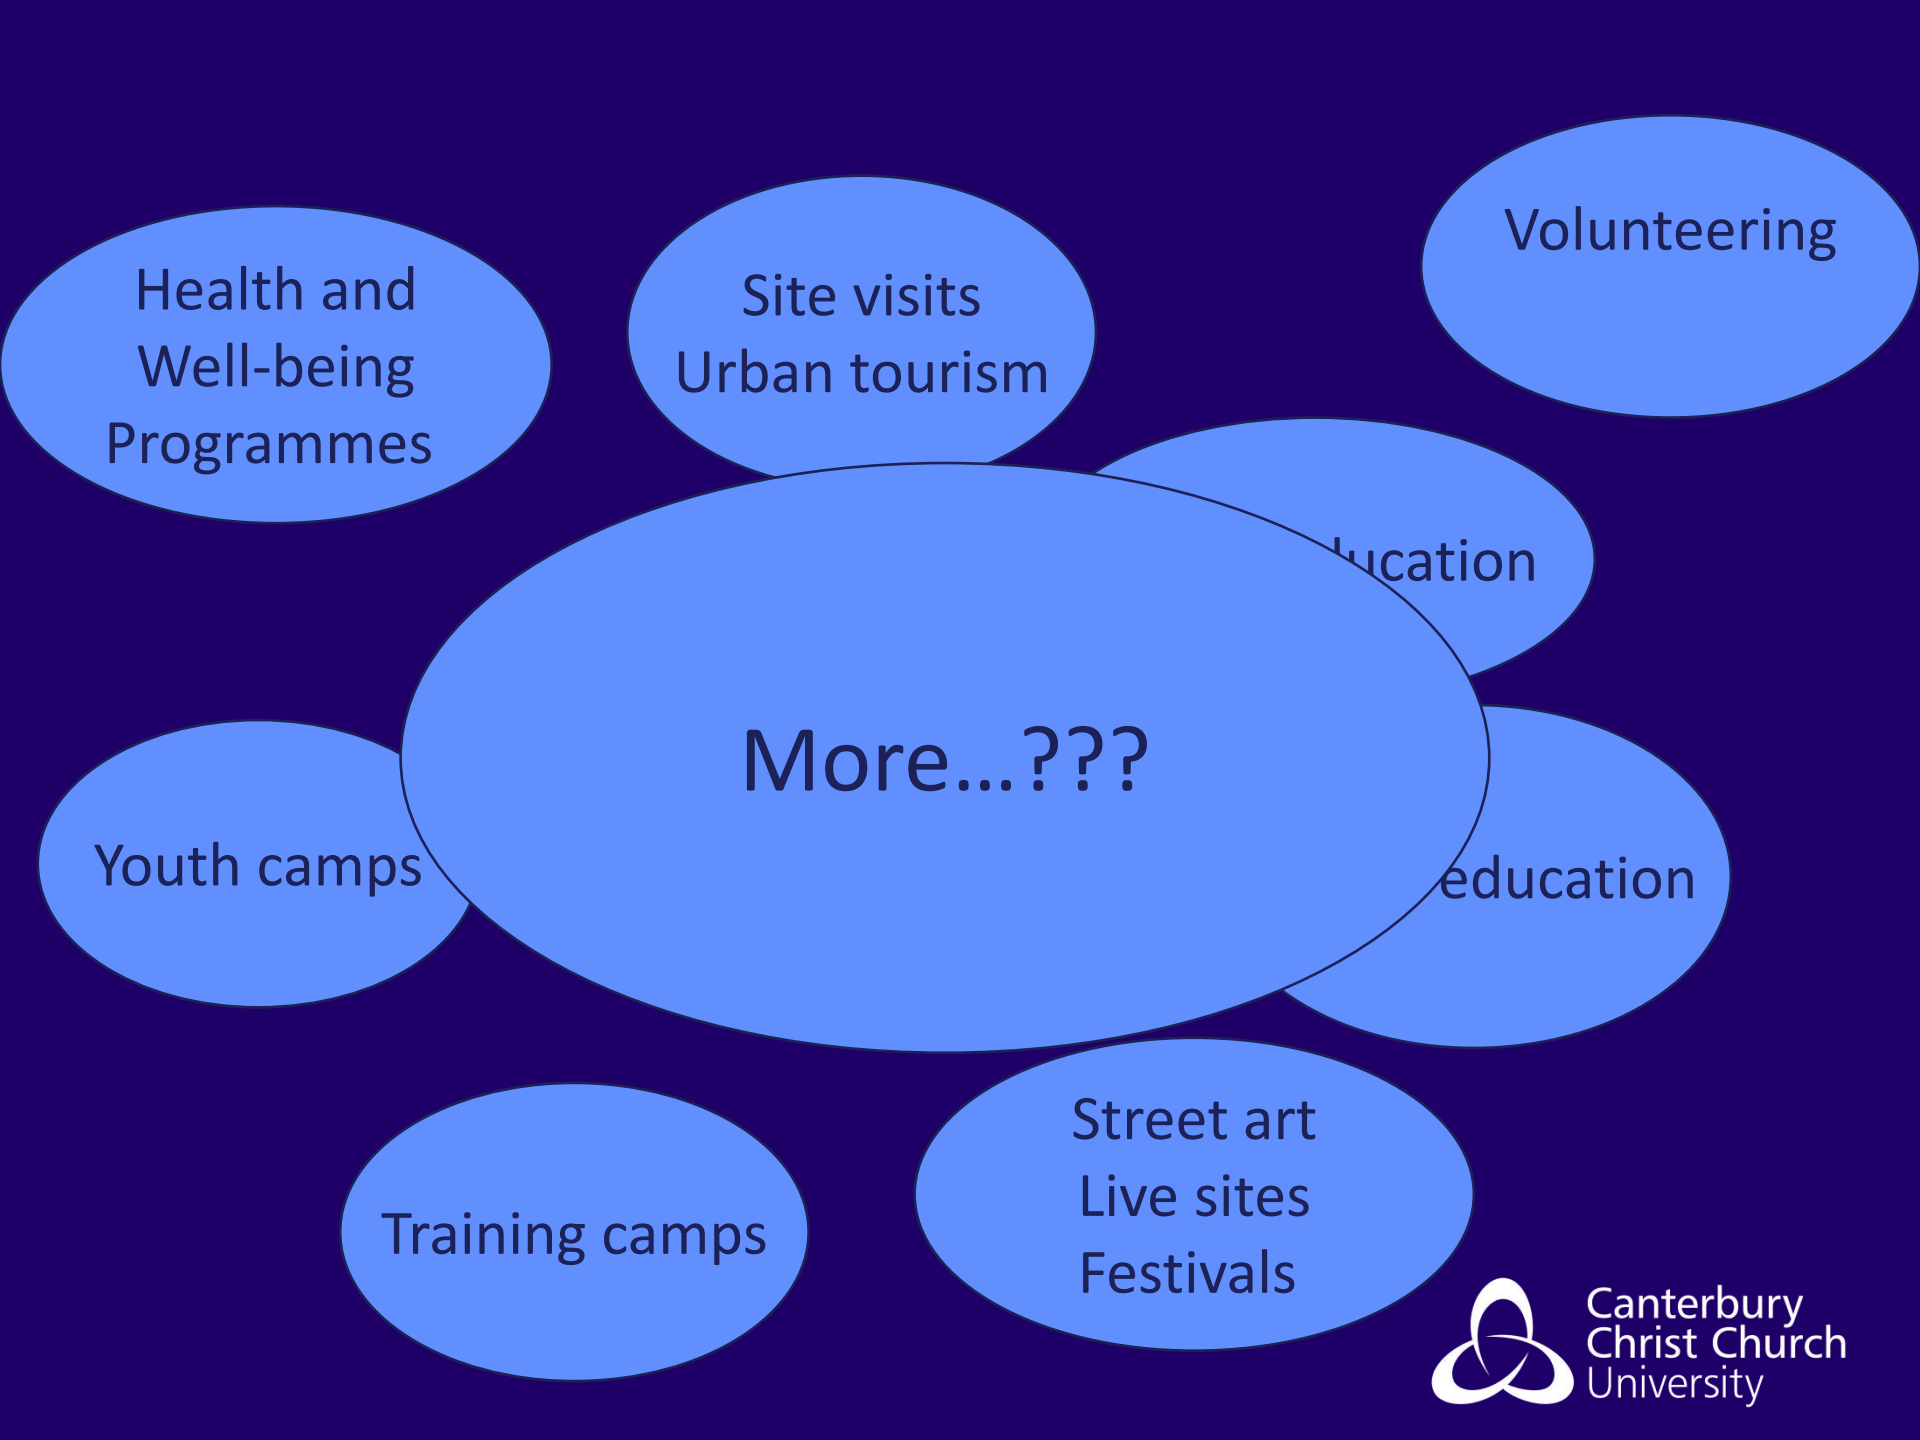 Volunteering
Health and
Well-being
Programmes
Site visits
Urban tourism
More...???
Youth camps
education
Training camps
Street art
Live sites
Festivals
Canterbury
Christ Church
University